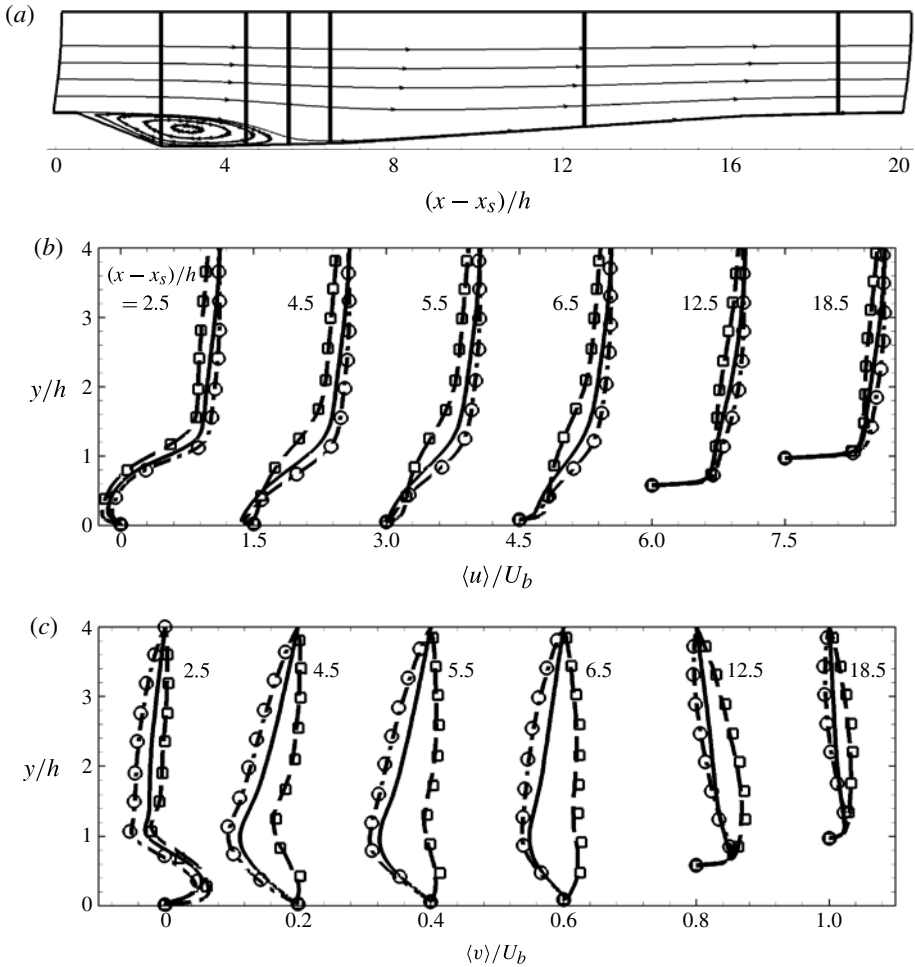 (a)
0 4 8 12 16 20
(x − x_s)/h
(b)
4
(x − x_s)/h
= 2.5 4.5 5.5 6.5 12.5 18.5
3
y/h
2
1
0
0 1.5 3.0 4.5 6.0 7.5
⟨u⟩/U_b
(c)
4
2.5 4.5 5.5 6.5 12.5 18.5
3
y/h
2
1
0
0 0.2 0.4 0.6 0.8 1.0
⟨v⟩/U_b